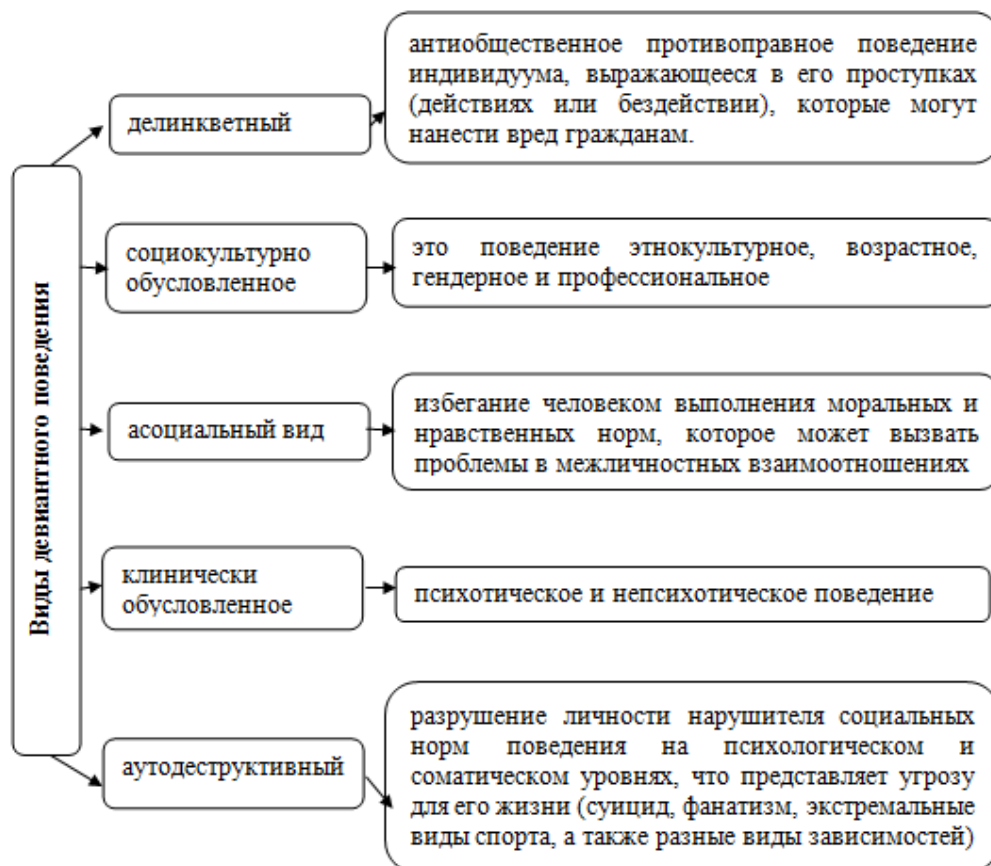 Виды девиантного поведения
делинкветный
антиобщественное противоправное поведение
индивидуума, выражающееся в его проступках
(действиях или бездействии), которые могут
нанести вред гражданам.
социокультурно
обусловленное
это поведение этнокультурное, возрастное,
гендерное и профессиональное
асоциальный вид
избегание человеком выполнения моральных и
нравственных норм, которое может вызвать
проблемы в межличностных взаимоотношениях
клинически
обусловленное
психотическое и непсихотическое поведение
аутодеструктивный
разрушение личности нарушителя социальных
норм поведения на психологическом и
соматическом уровнях, что представляет угрозу
для его жизни (суицид, фанатизм, экстремальные
виды спорта, а также разные виды зависимостей)